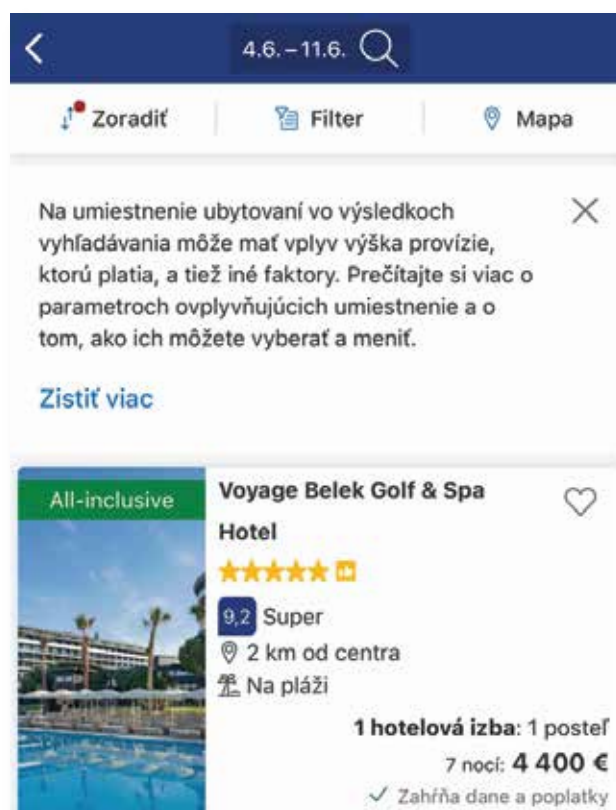 4.6. – 11.6.
Zoradiť
Filter
Mapa
Na umiestnenie ubytovaní vo výsledkoch
vyhľadávania môže mať vplyv výška provízie,
ktorú platia, a tiež iné faktory. Prečítajte si viac o
parametroch ovplyvňujúcich umiestnenie a o
tom, ako ich môžete vyberať a meniť.
Zistiť viac
All-inclusive
Voyage Belek Golf & Spa
Hotel
9,2 Super
2 km od centra
Na pláži
1 hotelová izba: 1 posteľ
7 nocí: 4 400 €
Zahŕňa dane a poplatky